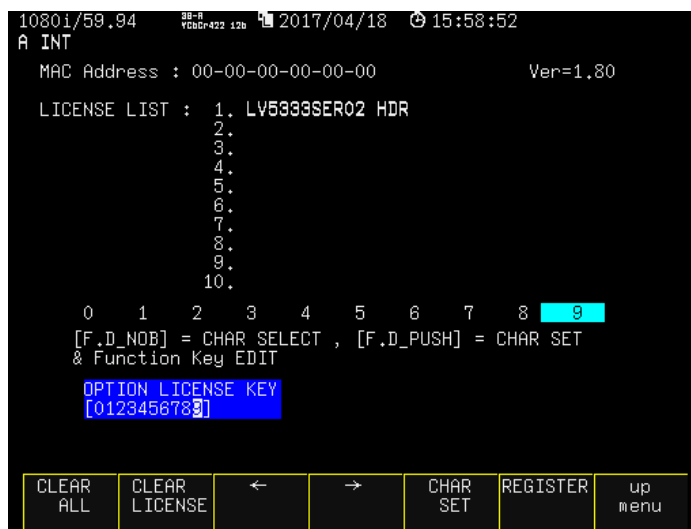 1080i/59.94 3G-A YCbCr422 12b 2017/04/18 15:58:52
A INT
MAC Address : 00-00-00-00-00-00 Ver=1.80
LICENSE LIST : 1. LV5333SER02 HDR
2.
3.
4.
5.
6.
7.
8.
9.
10.
0 1 2 3 4 5 6 7 8 9
[F.D_NOB] = CHAR SELECT , [F.D_PUSH] = CHAR SET
& Function Key EDIT
OPTION LICENSE KEY
[0123456789]
CLEAR ALL
CLEAR LICENSE
←
→
CHAR SET
REGISTER
up menu